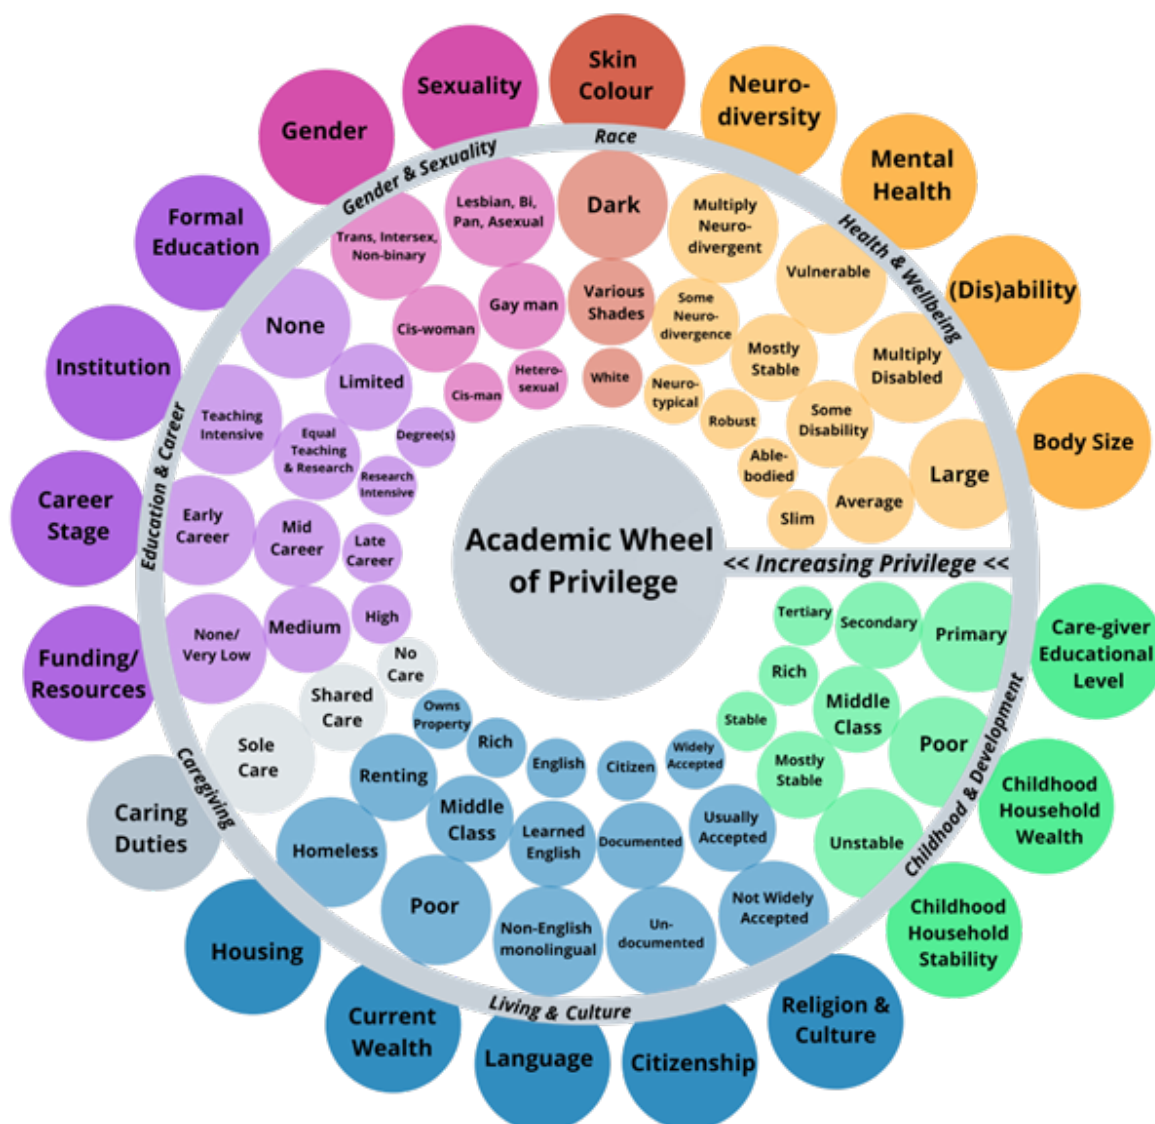 Academic Wheel
of Privilege
<< Increasing Privilege <<
Race
Skin
Colour
Dark
Various
Shades
White
Health & Wellbeing
Neuro-
diversity
Multiply
Neuro-
divergent
Some
Neuro-
divergence
Neuro-
typical
Mental
Health
Vulnerable
Mostly
Stable
Robust
(Dis)ability
Multiply
Disabled
Some
Disability
Able-
bodied
Body Size
Large
Average
Slim
Childhood & Development
Care-giver
Educational
Level
Primary
Secondary
Tertiary
Childhood
Household
Wealth
Poor
Middle
Class
Rich
Childhood
Household
Stability
Unstable
Mostly
Stable
Stable
Living & Culture
Religion &
Culture
Not Widely
Accepted
Usually
Accepted
Widely
Accepted
Citizenship
Un-
documented
Documented
Citizen
Language
Non-English
monolingual
Learned
English
English
Current
Wealth
Poor
Middle
Class
Rich
Housing
Homeless
Renting
Owns
Property
Caregiving
Caring
Duties
Sole
Care
Shared
Care
No
Care
Education & Career
Funding/
Resources
None/
Very Low
Medium
High
Career
Stage
Early
Career
Mid
Career
Late
Career
Institution
Teaching
Intensive
Equal
Teaching
& Research
Research
Intensive
Formal
Education
None
Limited
Degree(s)
Gender & Sexuality
Gender
Trans, Intersex,
Non-binary
Cis-woman
Cis-man
Sexuality
Lesbian, Bi,
Pan, Asexual
Gay man
Hetero-
sexual